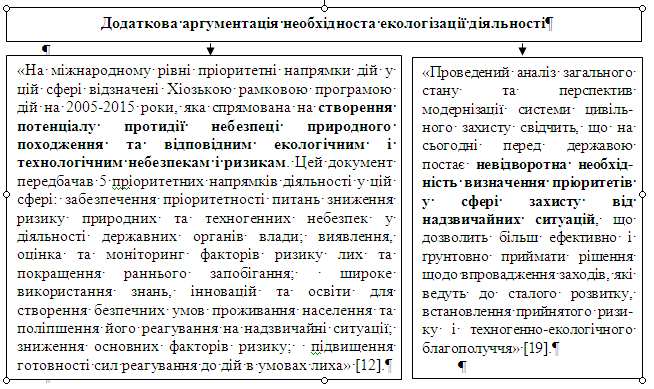 Додаткова аргументація необхідноста екологізації діяльності¶
¶
«На міжнародному рівні пріоритетні напрямки дій у
цій сфері відзначені Хіозькою рамковою програмою
дій на 2005-2015 роки, яка спрямована на створення
потенціалу протидії небезпеці природного
походження та відповідним екологічним і
технологічним небезпекам і ризикам. Цей документ
передбачав 5 пріоритетних напрямків діяльності у цій
сфері: забезпечення пріоритетності питань зниження
ризику природних та техногенних небезпек у
діяльності державних органів влади; виявлення,
оцінка та моніторинг факторів ризику лих та
покращення раннього запобігання; широке
використання знань, інновацій та освіти для
створення безпечних умов проживання населення та
поліпшення його реагування на надзвичайні ситуації;
зниження основних факторів ризику; підвищення
готовності сил реагування до дій в умовах лиха» [12].¶
«Проведений аналіз загального
стану та перспектив
модернізації системи цивіль-
ного захисту свідчить, що на
сьогодні перед державою
постає невідворотна необхід-
ність визначення пріоритетів
у сфері захисту від
надзвичайних ситуацій, що
дозволить більш ефективно і
ґрунтовно приймати рішення
щодо впровадження заходів, які
ведуть до сталого розвитку,
встановлення прийнятого ризи-
ку і техногенно-екологічного
благополуччя» [19].¶
¶